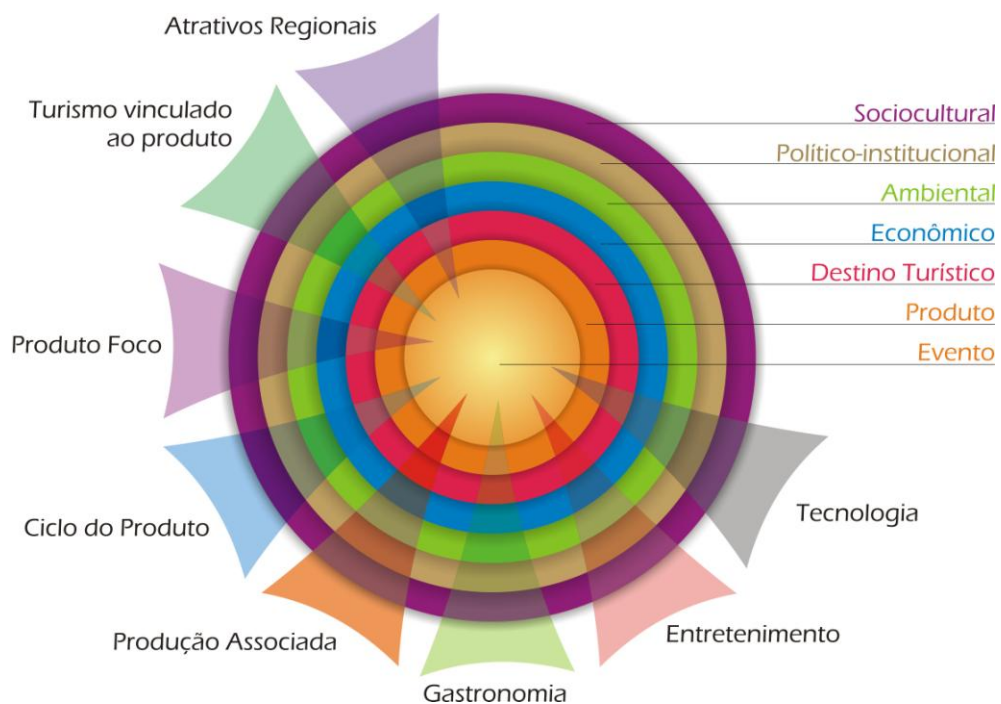 Atrativos Regionais
Turismo vinculado
ao produto
Produto Foco
Ciclo do Produto
Produção Associada
Gastronomia
Entretenimento
Tecnologia
Sociocultural
Político-institucional
Ambiental
Econômico
Destino Turístico
Produto
Evento